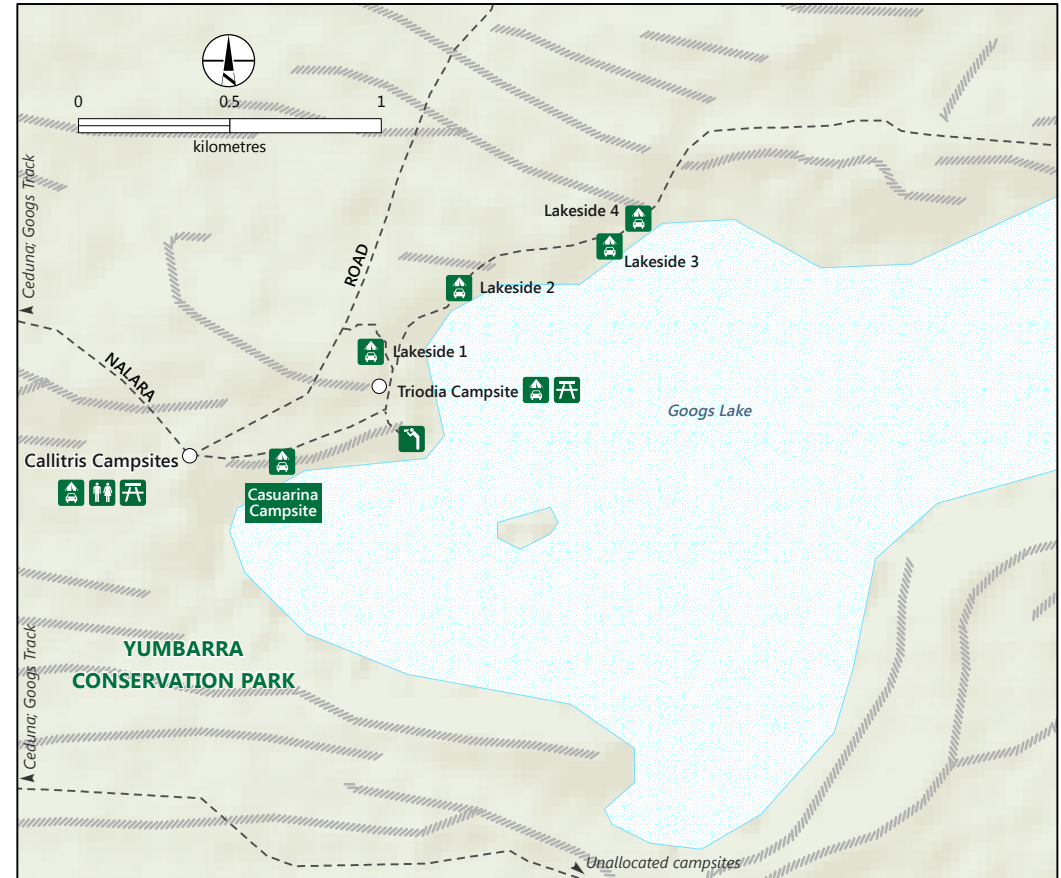 0 0.5 1
kilometres
Ceduna; Googs Track
ROAD
NALARA
Lakeside 4
Lakeside 3
Lakeside 2
Lakeside 1
Triodia Campsite
Googs Lake
Callitris Campsites
Casuarina
Campsite
YUMBARRA
CONSERVATION PARK
Ceduna; Googs Track
Unallocated campsites